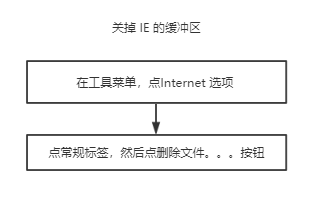 关掉 IE 的缓冲区
在工具菜单，点Internet 选项
点常规标签，然后点删除文件。。。按钮